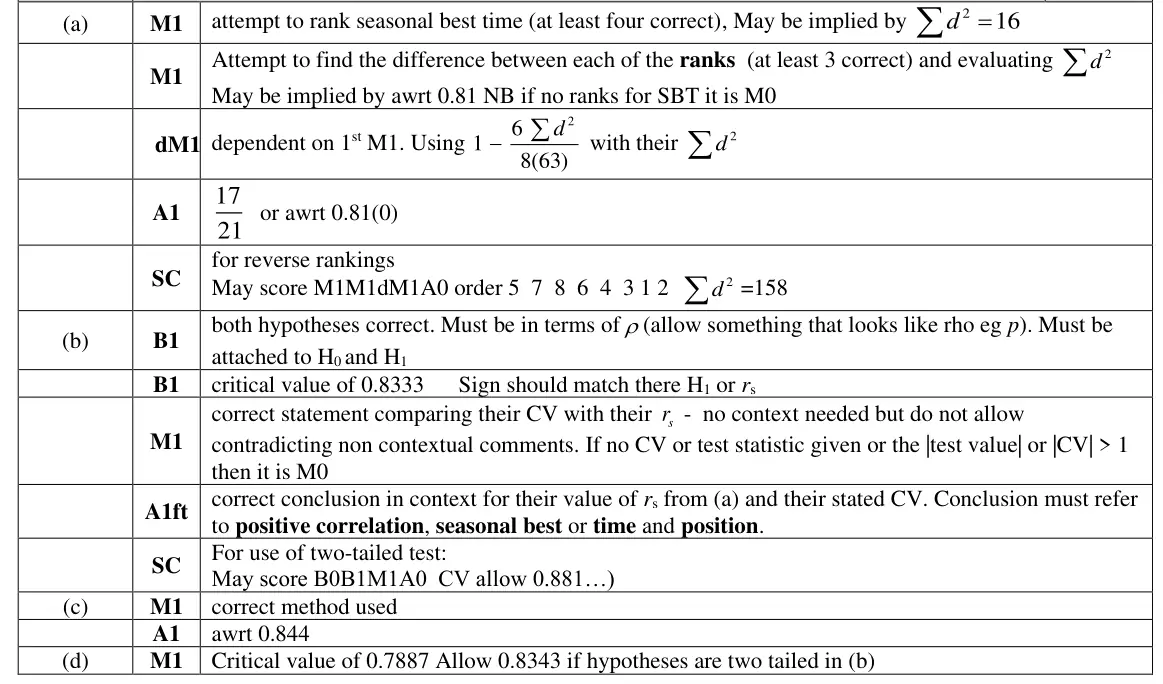 (a) M1 attempt to rank seasonal best time (at least four correct), May be implied by ∑d² = 16
M1 Attempt to find the difference between each of the ranks (at least 3 correct) and evaluating ∑d²
May be implied by awrt 0.81 NB if no ranks for SBT it is M0
dM1 dependent on 1st M1. Using 1 – 6∑d²/8(63) with their ∑d²
A1 17/21 or awrt 0.81(0)
SC for reverse rankings
May score M1M1dM1A0 order 5 7 8 6 4 3 1 2 ∑d² =158
(b) B1 both hypotheses correct. Must be in terms of ρ (allow something that looks like rho eg p). Must be
attached to H₀ and H₁
B1 critical value of 0.8333 Sign should match there H₁ or rₛ
M1 correct statement comparing their CV with their rₛ - no context needed but do not allow
contradicting non contextual comments. If no CV or test statistic given or the |test value| or |CV| > 1
then it is M0
A1ft correct conclusion in context for their value of rₛ from (a) and their stated CV. Conclusion must refer
to positive correlation, seasonal best or time and position.
SC For use of two-tailed test:
May score B0B1M1A0 CV allow 0.881…)
(c) M1 correct method used
A1 awrt 0.844
(d) M1 Critical value of 0.7887 Allow 0.8343 if hypotheses are two tailed in (b)